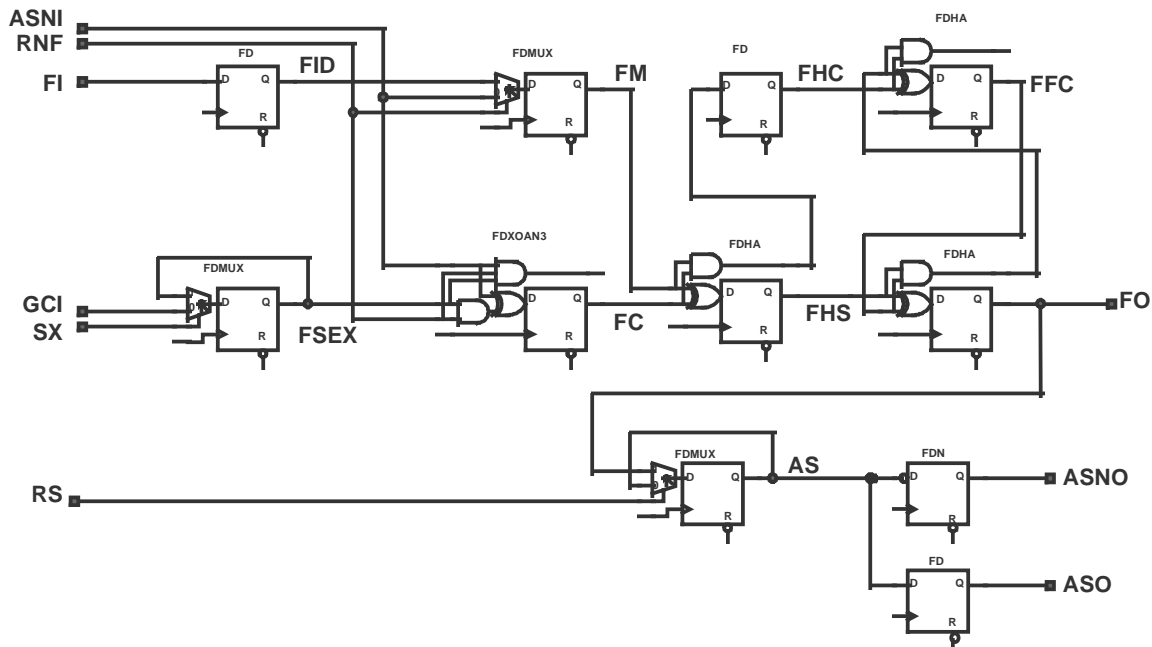 ASNI
RNF
FI
FD
D Q
R
FID
FDMUX
D Q
R
FM
FD
D Q
R
FHC
FDHA
D Q
R
FFC
GCI
SX
FDMUX
D Q
R
FSEX
FDXOAN3
D Q
R
FC
FDHA
D Q
R
FHS
FDHA
D Q
R
FO
RS
FDMUX
D Q
R
AS
FDN
D Q
R
ASNO
FD
D Q
R
ASO